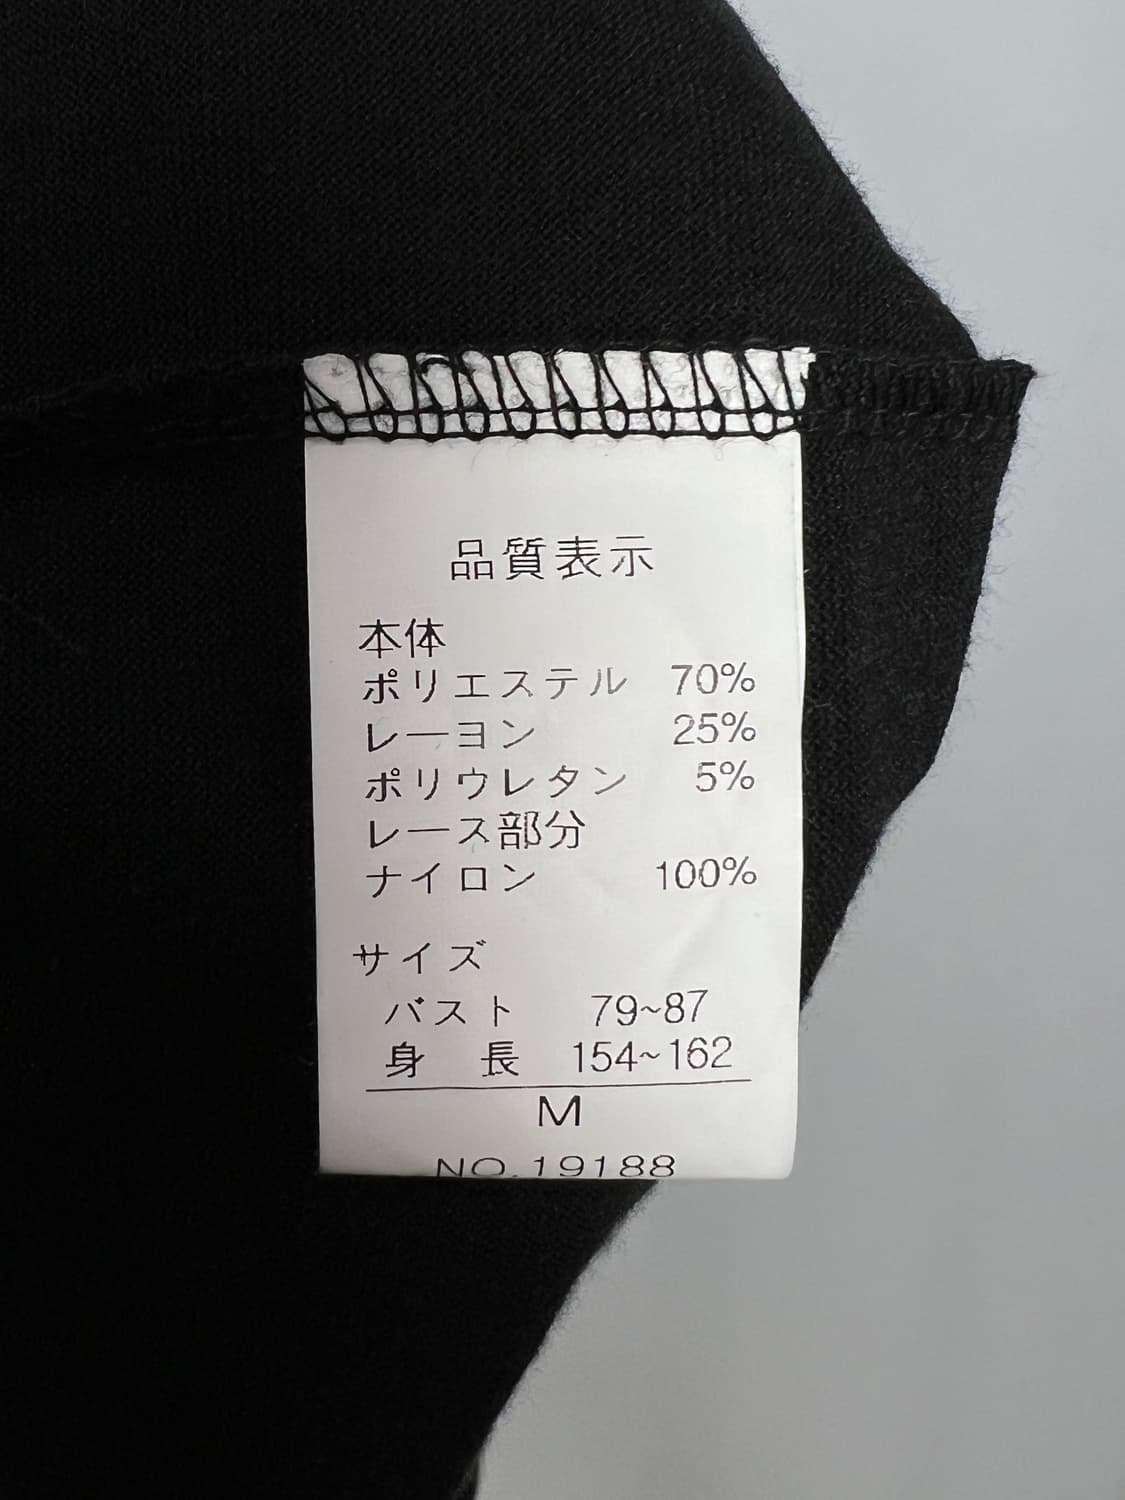 品質表示
本体
ポリエステル 70%
レーヨン 25%
ポリウレタン 5%
レース部分
ナイロン 100%
サイズ
バスト 79~87
身長 154~162
M
NO.19188